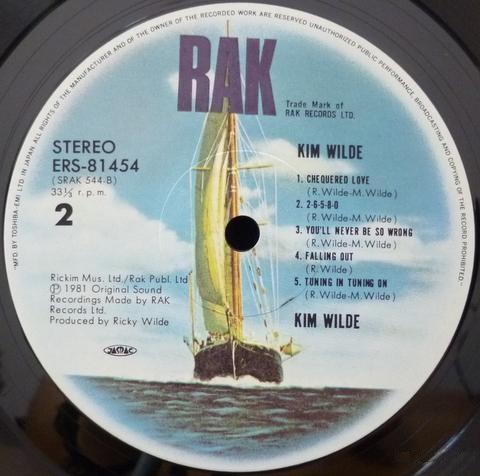 "MFD. BY TOSHIBA-EMI LTD. IN JAPAN ALL RIGHTS OF THE MANUFACTURER AND OF THE OWNER OF THE RECORDED WORK ARE RESERVED UNAUTHORIZED PUBLIC PERFORMANCE, BROADCASTING AND COPYING OF THE RECORD PROHIBITED"
RAK
Trade Mark of
RAK RECORDS LTD.
STEREO
ERS-81454
(SRAK 544-B)
33⅓ r.p.m.
2
KIM WILDE
1. CHEQUERED LOVE
(R.Wilde-M.Wilde)
2. 2-6-5-8-0
(R.Wilde-M.Wilde)
3. YOU'LL NEVER BE SO WRONG
(R.Wilde-M.Wilde)
4. FALLING OUT
(R.Wilde)
5. TUNING IN TUNING ON
(R.Wilde-M.Wilde)
KIM WILDE
Rickim Mus. Ltd./Rak Publ. Ltd
Ⓟ 1981 Original Sound
Recordings Made by RAK
Records Ltd.
Produced by Ricky Wilde
JASRAC